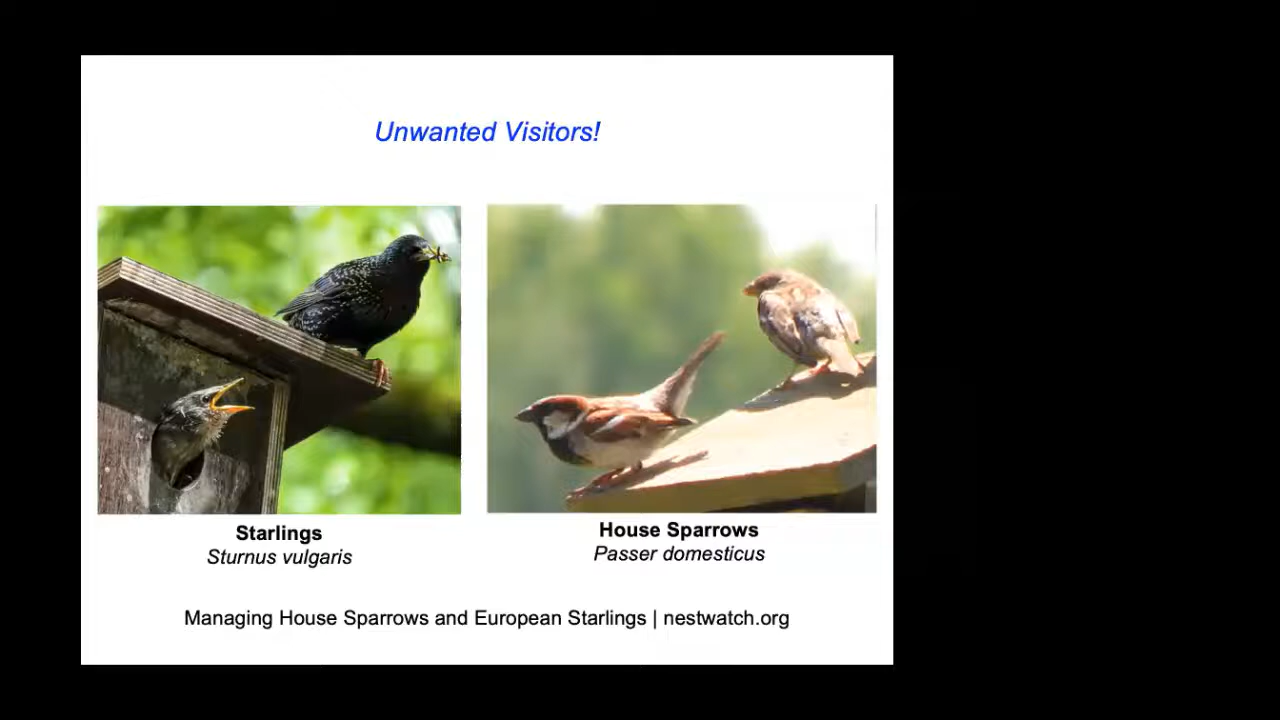 Unwanted Visitors!
Starlings
Sturnus vulgaris
House Sparrows
Passer domesticus
Managing House Sparrows and European Starlings | nestwatch.org